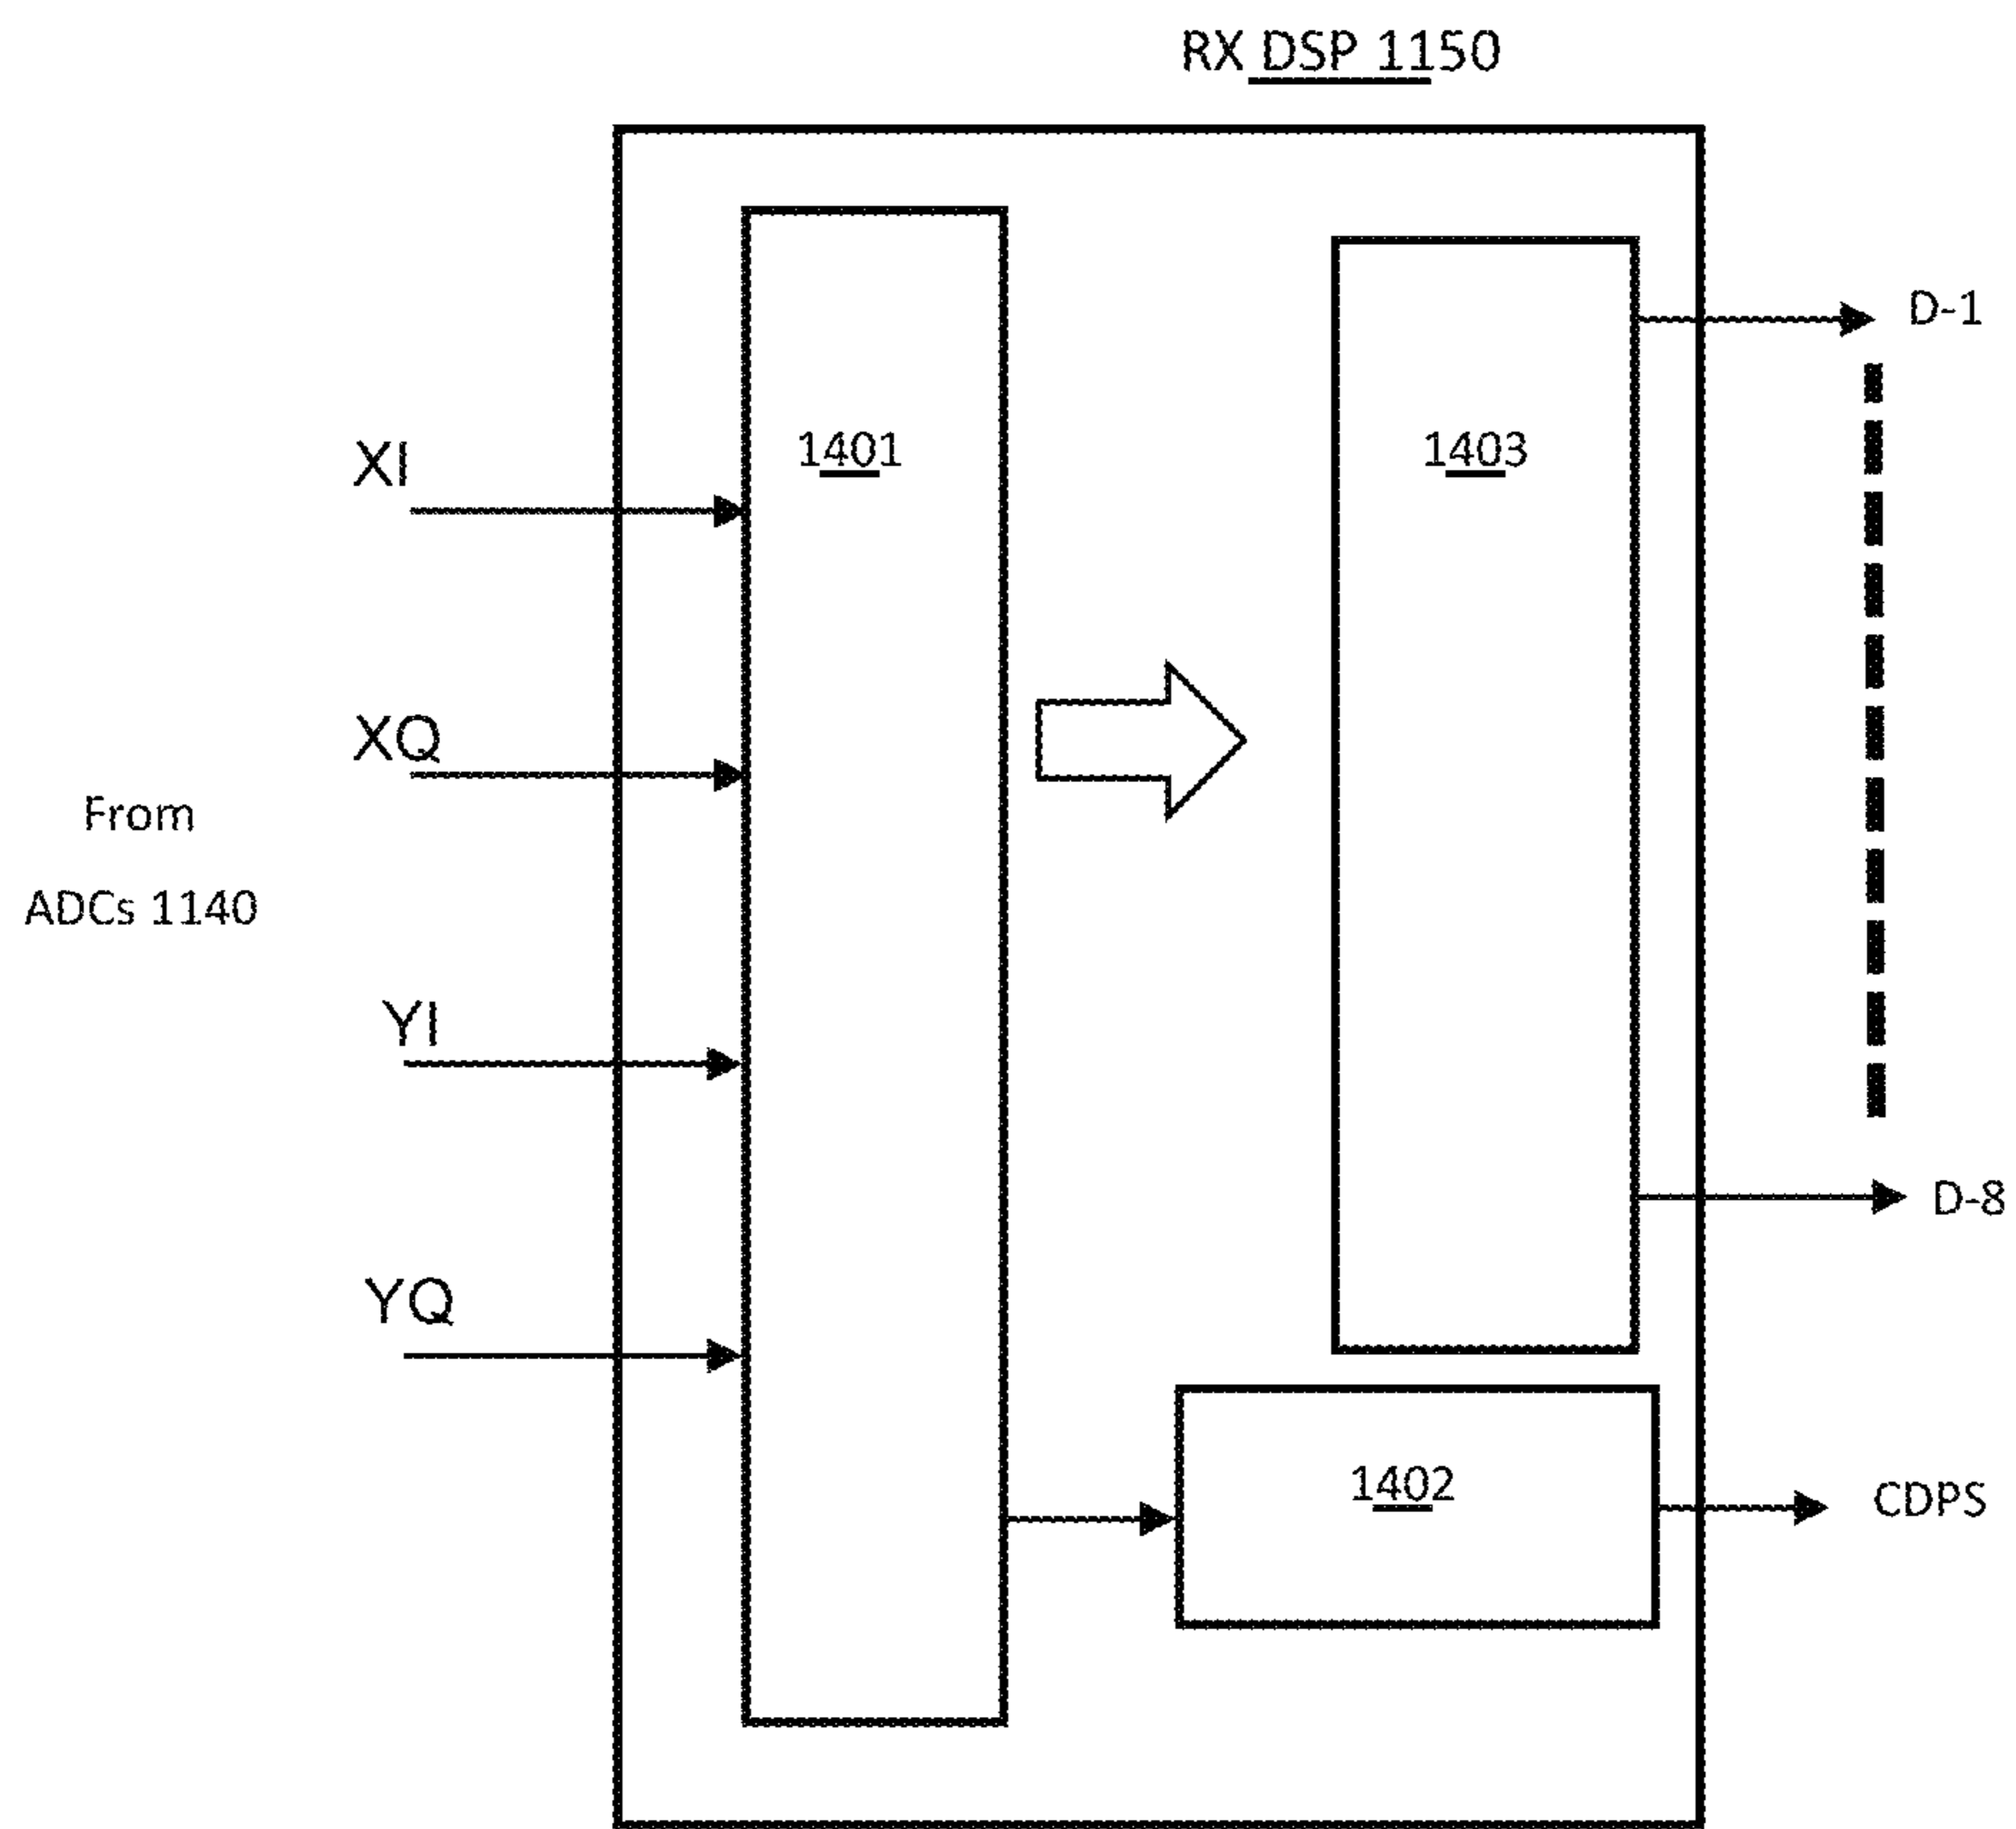 RX DSP 1150
D-1
1401
1403
XI
XQ
From
ADCs 1140
YI
D-8
YQ
1402
CDPS